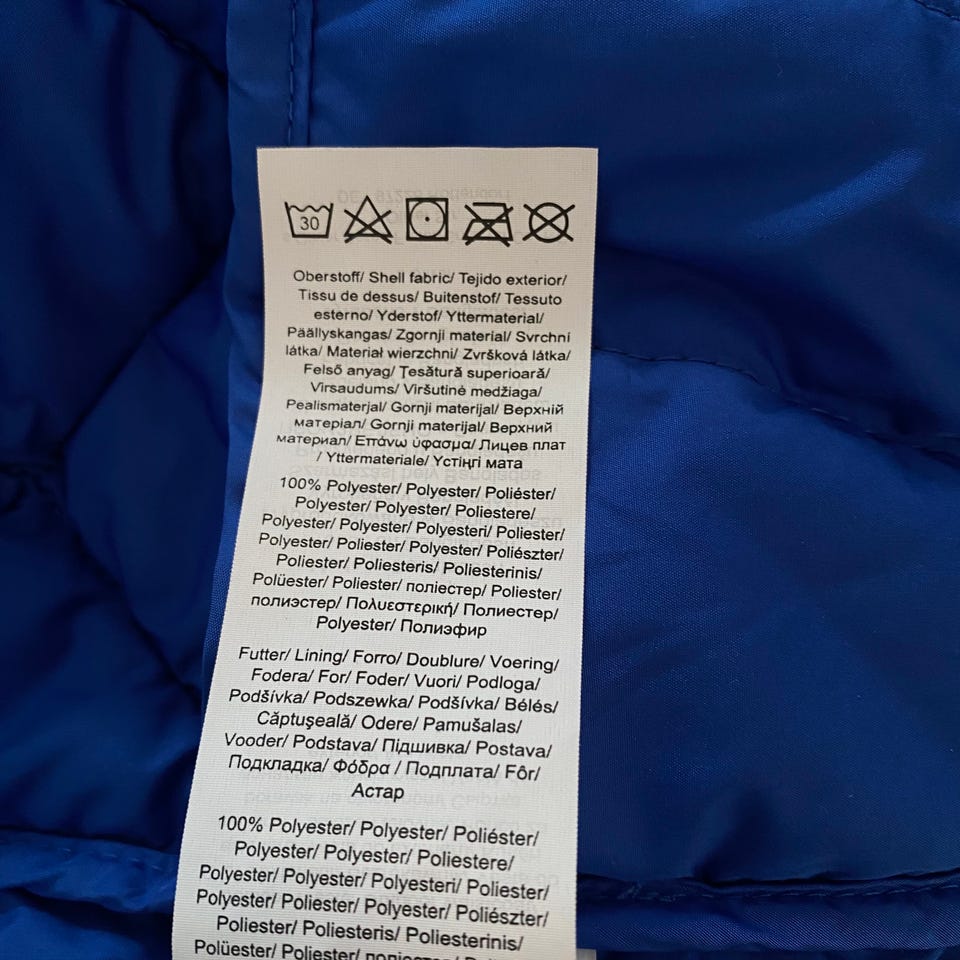 30
Oberstoff/ Shell fabric/ Tejido exterior/
Tissu de dessus/ Buitenstof/ Tessuto
esterno/ Yderstof/ Yttermaterial/
Päällyskangas/ Zgornji material/ Svrchní
látka/ Materiał wierzchni/ Zvršková látka/
Felső anyag/ Țesătură superioară/
Virsaudums/ Viršutinė medžiaga/
Pealismaterjal/ Gornji materijal/ Верхній
матеріал/ Gornji materijal/ Верхний
материал/ Επάνω ύφασμα/ Лицев плат
/ Yttermateriale/ Үстіңгі мата
100% Polyester/ Polyester/ Poliéster/
Polyester/ Polyester/ Poliestere/
Polyester/ Polyester/ Polyesteri/ Poliester/
Polyester/ Poliester/ Polyester/ Poliészter/
Poliester/ Poliesteris/ Poliesterinis/
Polüester/ Poliester/ поліестер/ Poliester/
полиэстер/ Πολυεστερική/ Полиестер/
Polyester/ Полиэфир
Futter/ Lining/ Forro/ Doublure/ Voering/
Fodera/ For/ Foder/ Vuori/ Podloga/
Podšívka/ Podszewka/ Podšívka/ Bélés/
Căptuşeală/ Odere/ Pamušalas/
Vooder/ Podstava/ Підшивка/ Postava/
Подкладка/ Φόδρα / Подплата/ Fôr/
Астар
100% Polyester/ Polyester/ Poliéster/
Polyester/ Polyester/ Poliestere/
Polyester/ Polyester/ Polyesteri/ Poliester/
Polyester/ Poliester/ Polyester/ Poliészter/
Poliester/ Poliesteris/ Poliesterinis/
Polüester/ Poliester/ поліестер/ Poliester/